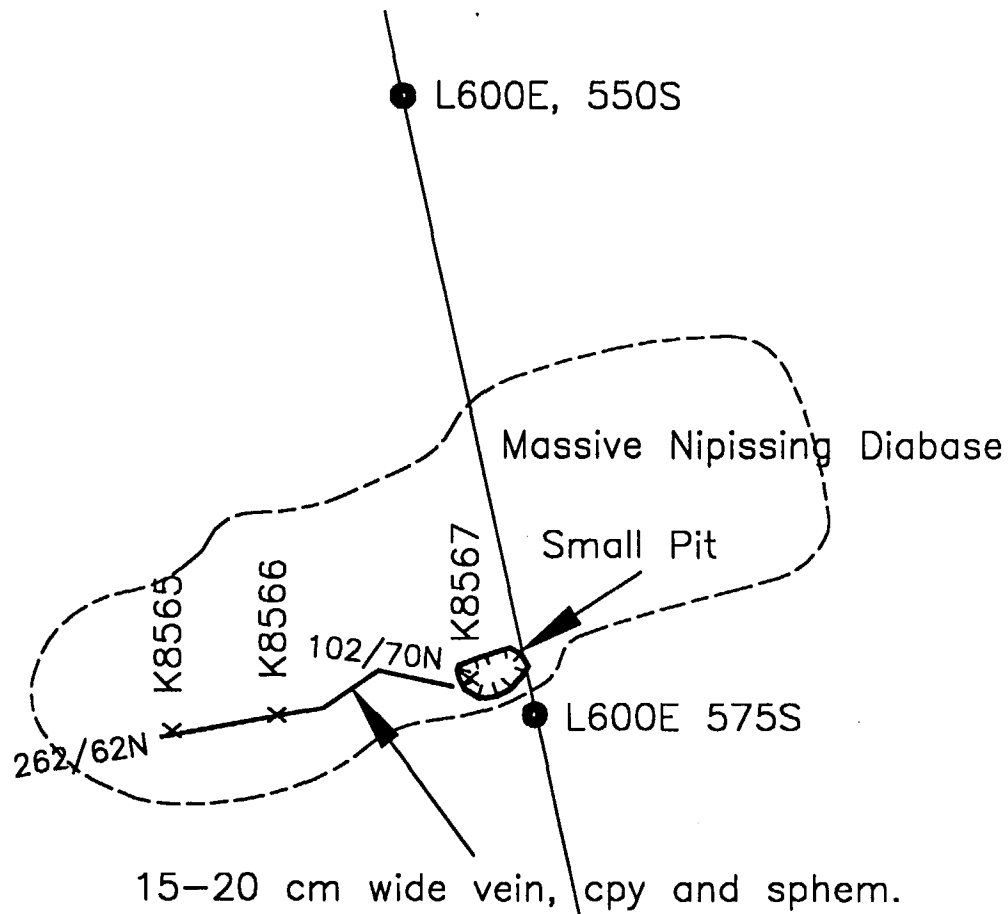 L600E, 550S
Massive Nipissing Diabase
Small Pit
K8567
K8566
K8565
102/70N
262/62N
L600E 575S
15-20 cm wide vein, cpy and sphem.